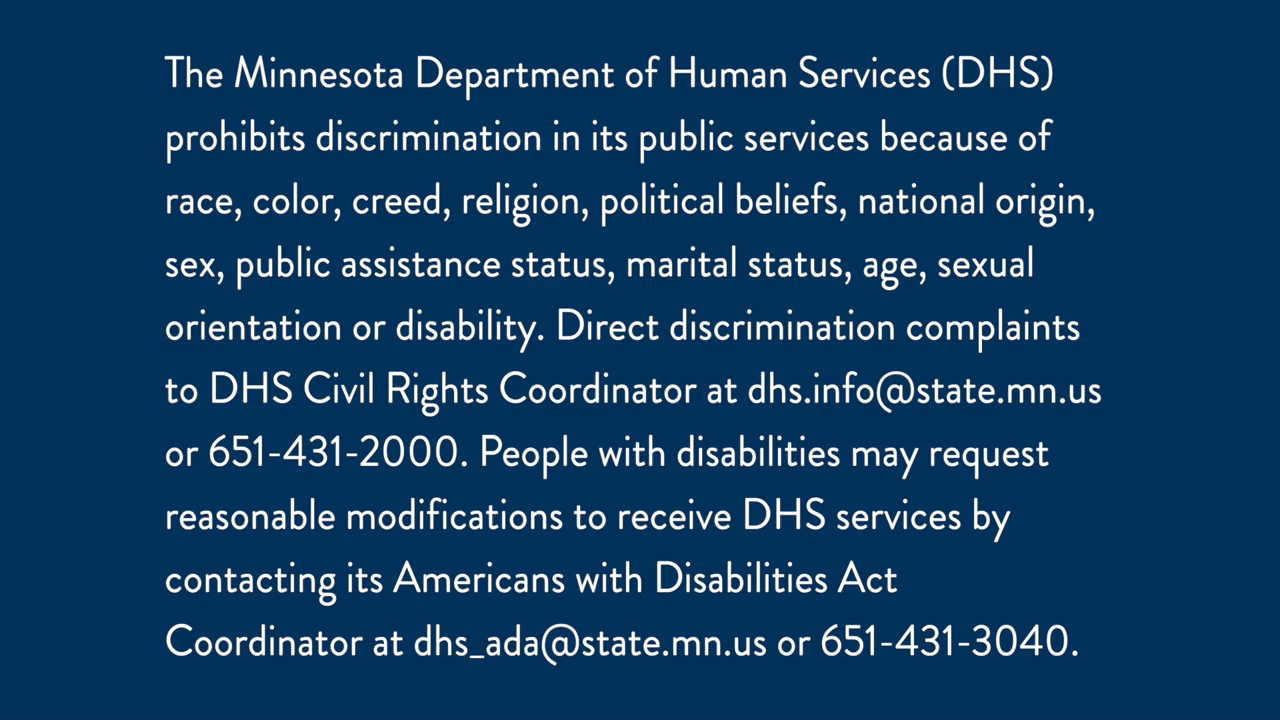 The Minnesota Department of Human Services (DHS)
prohibits discrimination in its public services because of
race, color, creed, religion, political beliefs, national origin,
sex, public assistance status, marital status, age, sexual
orientation or disability. Direct discrimination complaints
to DHS Civil Rights Coordinator at dhs.info@state.mn.us
or 651-431-2000. People with disabilities may request
reasonable modifications to receive DHS services by
contacting its Americans with Disabilities Act
Coordinator at dhs_ada@state.mn.us or 651-431-3040.